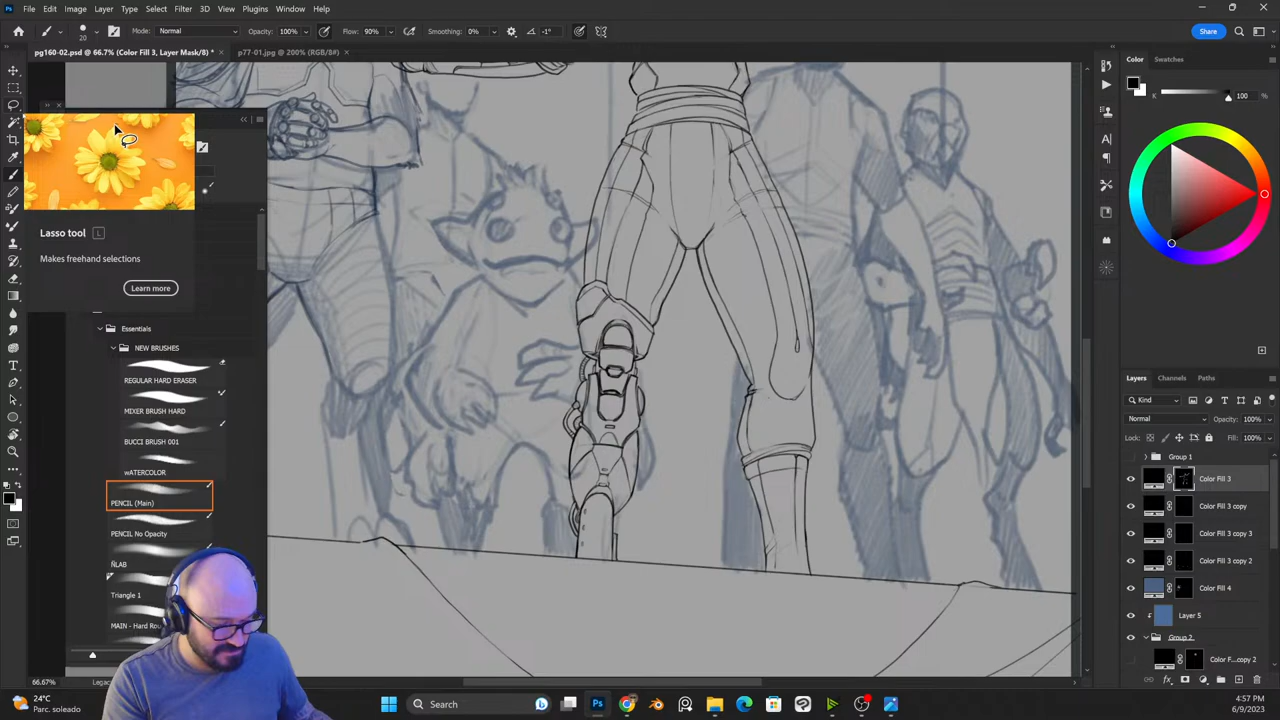 File Edit Image Layer Type Select Filter 3D View Plugins Window Help
20 Mode: Normal Opacity: 100% Flow: 90% Smoothing: 0% -1° Share
pg160-02.psd @ 66.7% (Color Fill 3, Layer Mask/8) * × p77-01.jpg @ 200% (RGB/8#) ×
Lasso tool L
Makes freehand selections
Learn more
Essentials
NEW BRUSHES
REGULAR HARD ERASER
MIXER BRUSH HARD
BUCCI BRUSH 001
wATERCOLOR
PENCIL (Main)
PENCIL No Opacity
ÑLAB
Triangle 1
Color Swatches
K 100 %
Layers Channels Paths
Kind
Normal Opacity: 100%
Lock: Fill: 100%
Group 1
Color Fill 3
Color Fill 3 copy
Color Fill 3 copy 3
Color Fill 3 copy 2
Color Fill 4
Layer 5
Group 2
Color F...copy 2
66.67%
24°C
Parc. soleado
Search
4:57 PM
6/9/2023